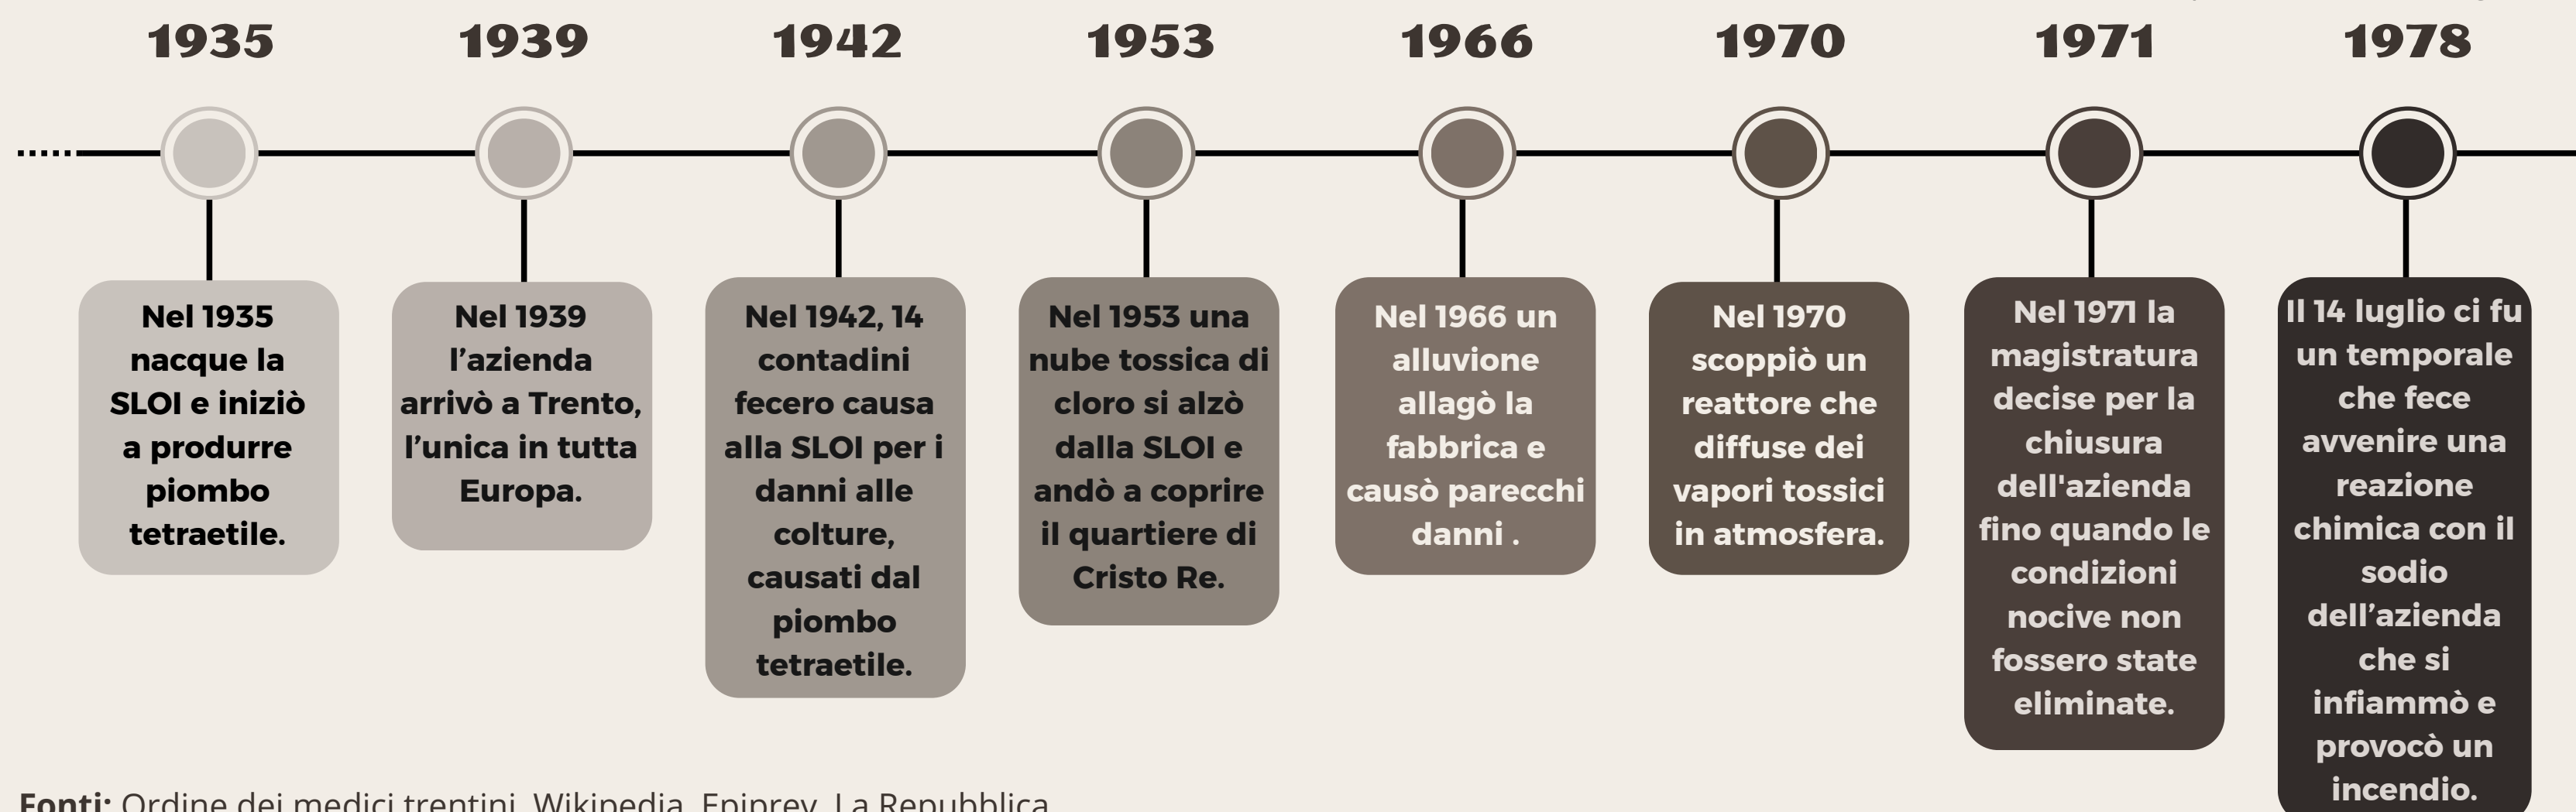 1935
1939
1942
1953
1966
1970
1971
1978
Nel 1935
nacque la
SLOI e iniziò
a produrre
piombo
tetraetile.
Nel 1939
l’azienda
arrivò a Trento,
l’unica in tutta
Europa.
Nel 1942, 14
contadini
fecero causa
alla SLOI per i
danni alle
colture,
causati dal
piombo
tetraetile.
Nel 1953 una
nube tossica di
cloro si alzò
dalla SLOI e
andò a coprire
il quartiere di
Cristo Re.
Nel 1966 un
alluvione
allagò la
fabbrica e
causò parecchi
danni .
Nel 1970
scoppiò un
reattore che
diffuse dei
vapori tossici
in atmosfera.
Nel 1971 la
magistratura
decise per la
chiusura
dell'azienda
fino quando le
condizioni
nocive non
fossero state
eliminate.
Il 14 luglio ci fu
un temporale
che fece
avvenire una
reazione
chimica con il
sodio
dell’azienda
che si
infiammò e
provocò un
incendio.
Fonti: Ordine dei medici trentini, Wikipedia, Epiprev, La Repubblica